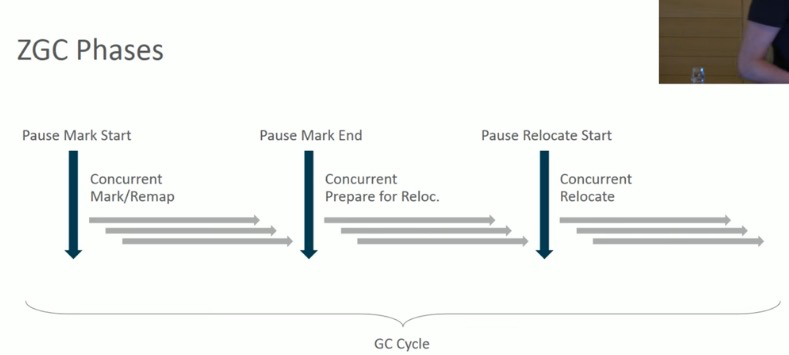 ZGC Phases
Pause Mark Start
Pause Mark End
Pause Relocate Start
Concurrent
Mark/Remap
Concurrent
Prepare for Reloc.
Concurrent
Relocate
GC Cycle